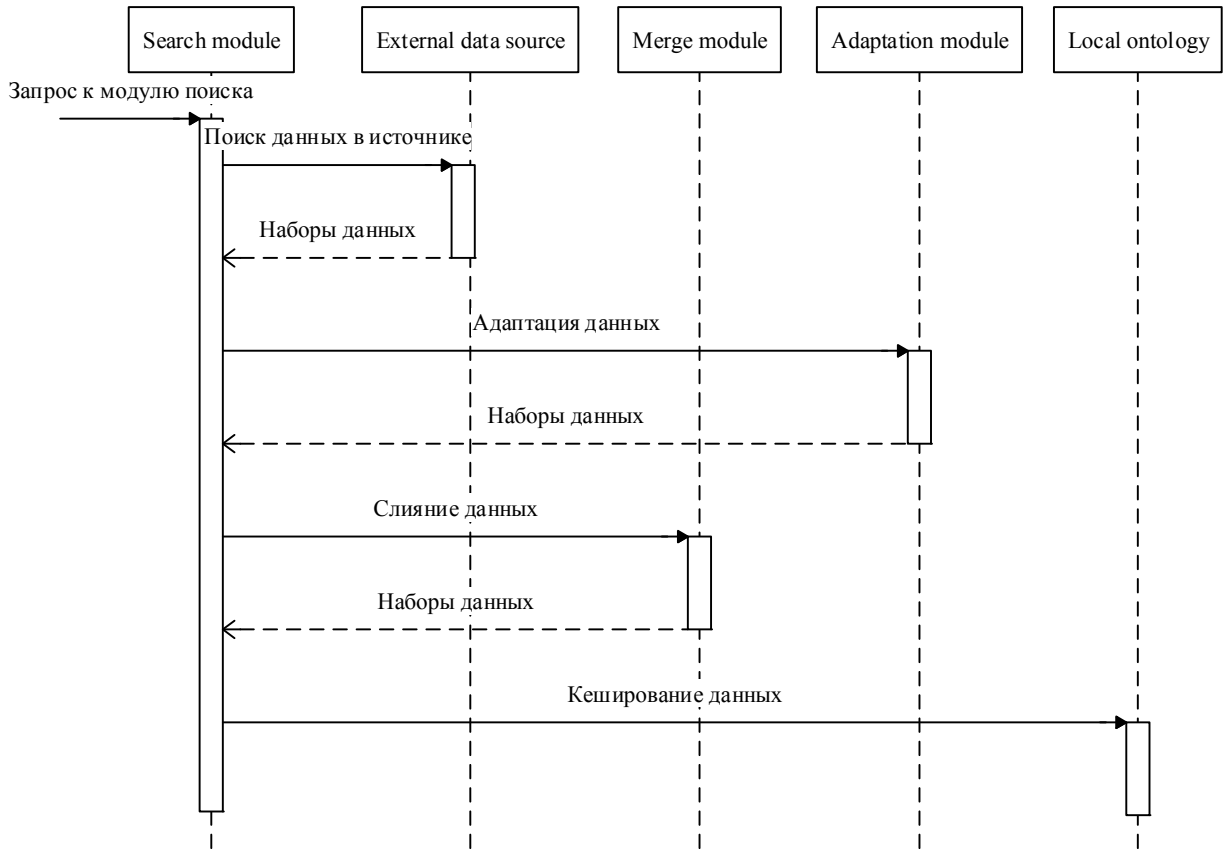 Search module
External data source
Merge module
Adaptation module
Local ontology
Запрос к модулю поиска
Поиск данных в источнике
Наборы данных
Адаптация данных
Наборы данных
Слияние данных
Наборы данных
Кеширование данных